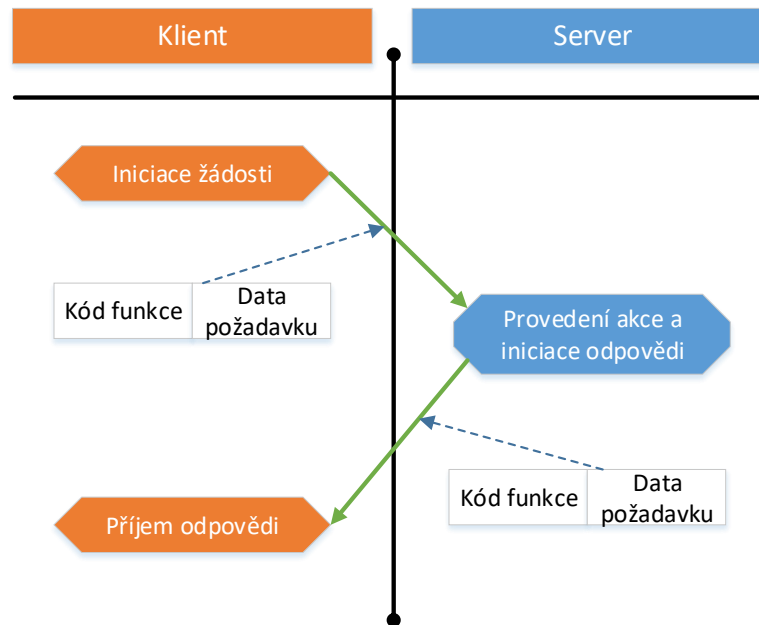 Klient
Server
Iniciace žádosti
Kód funkce
Data
požadavku
Provedení akce a
iniciace odpovědi
Kód funkce
Data
požadavku
Příjem odpovědi